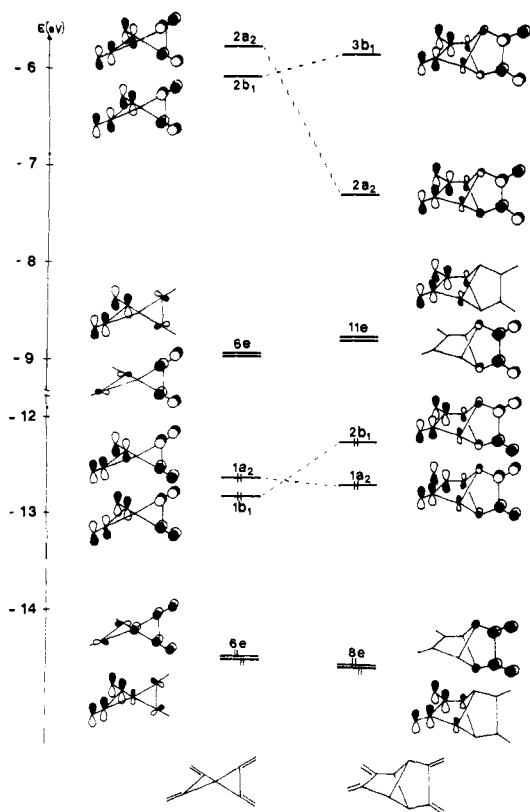 ε(eV)
2a₂
3b₁
- 6
2b₁
- 7
2a₂
- 8
6e
11e
- 9
- 12
2b₁
1a₂
1a₂
1b₁
- 13
- 14
6e
8e